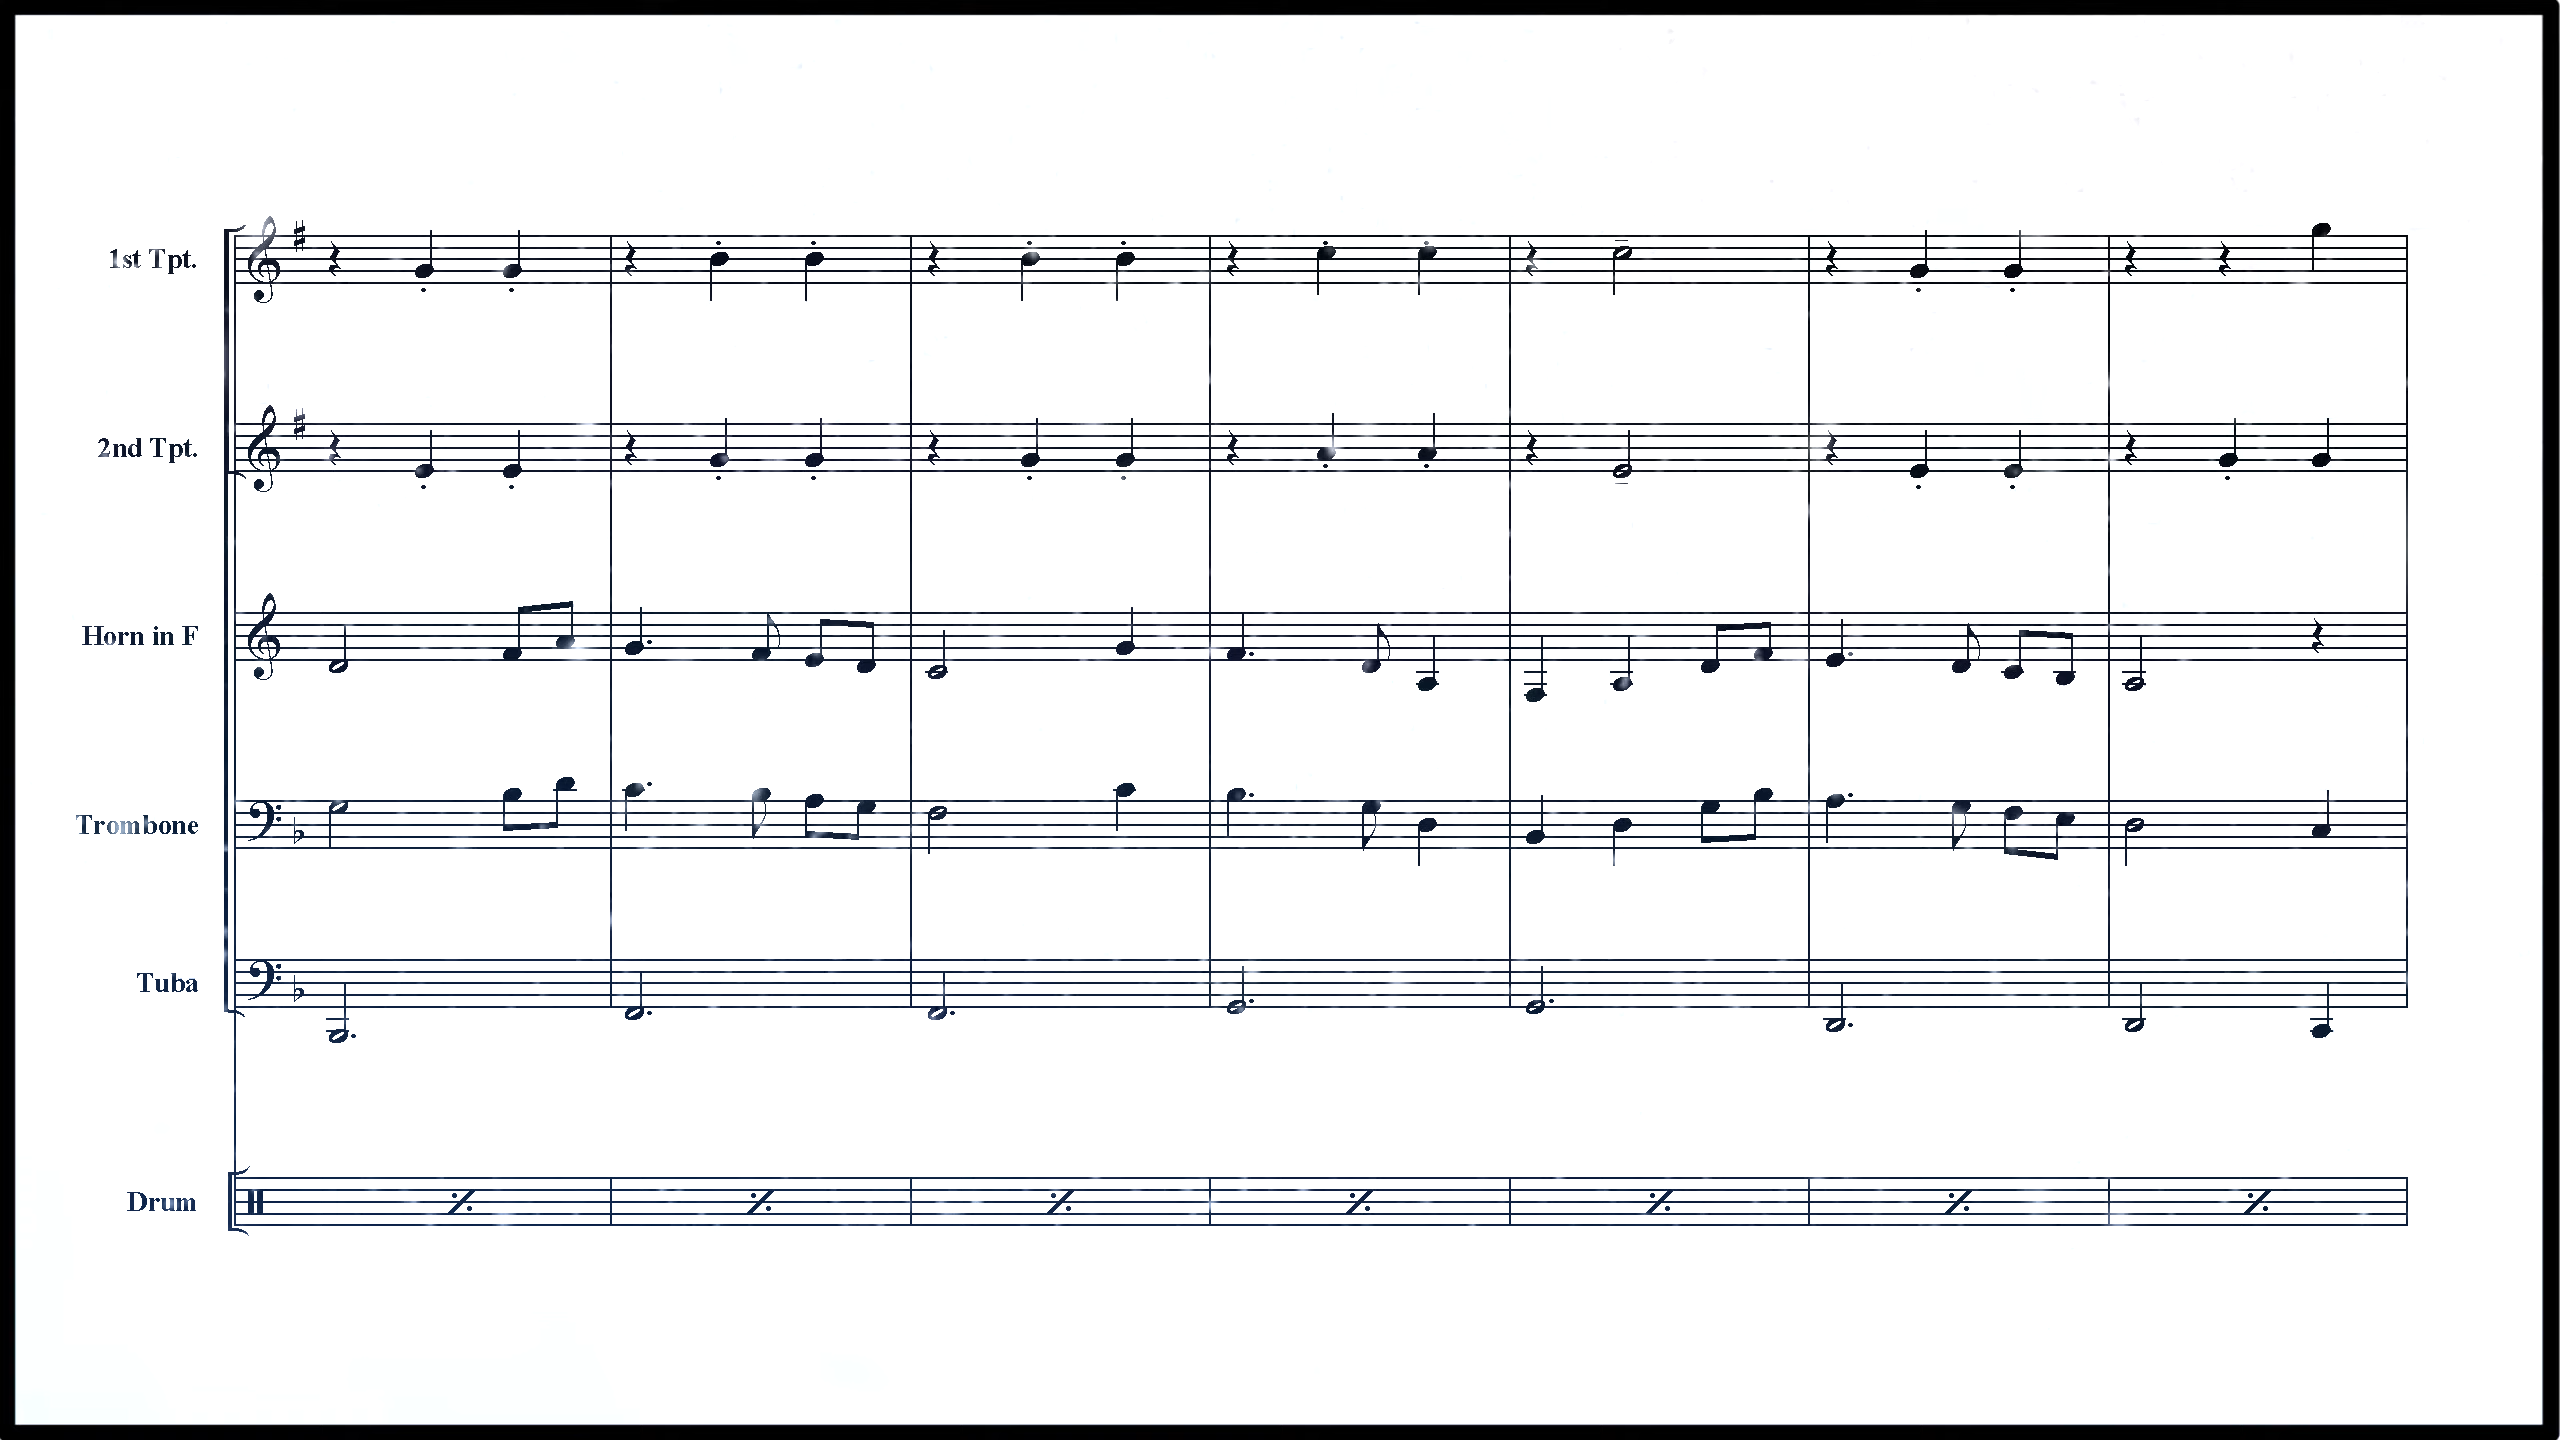 1st Tpt.
2nd Tpt.
Horn in F
Trombone
Tuba
Drum